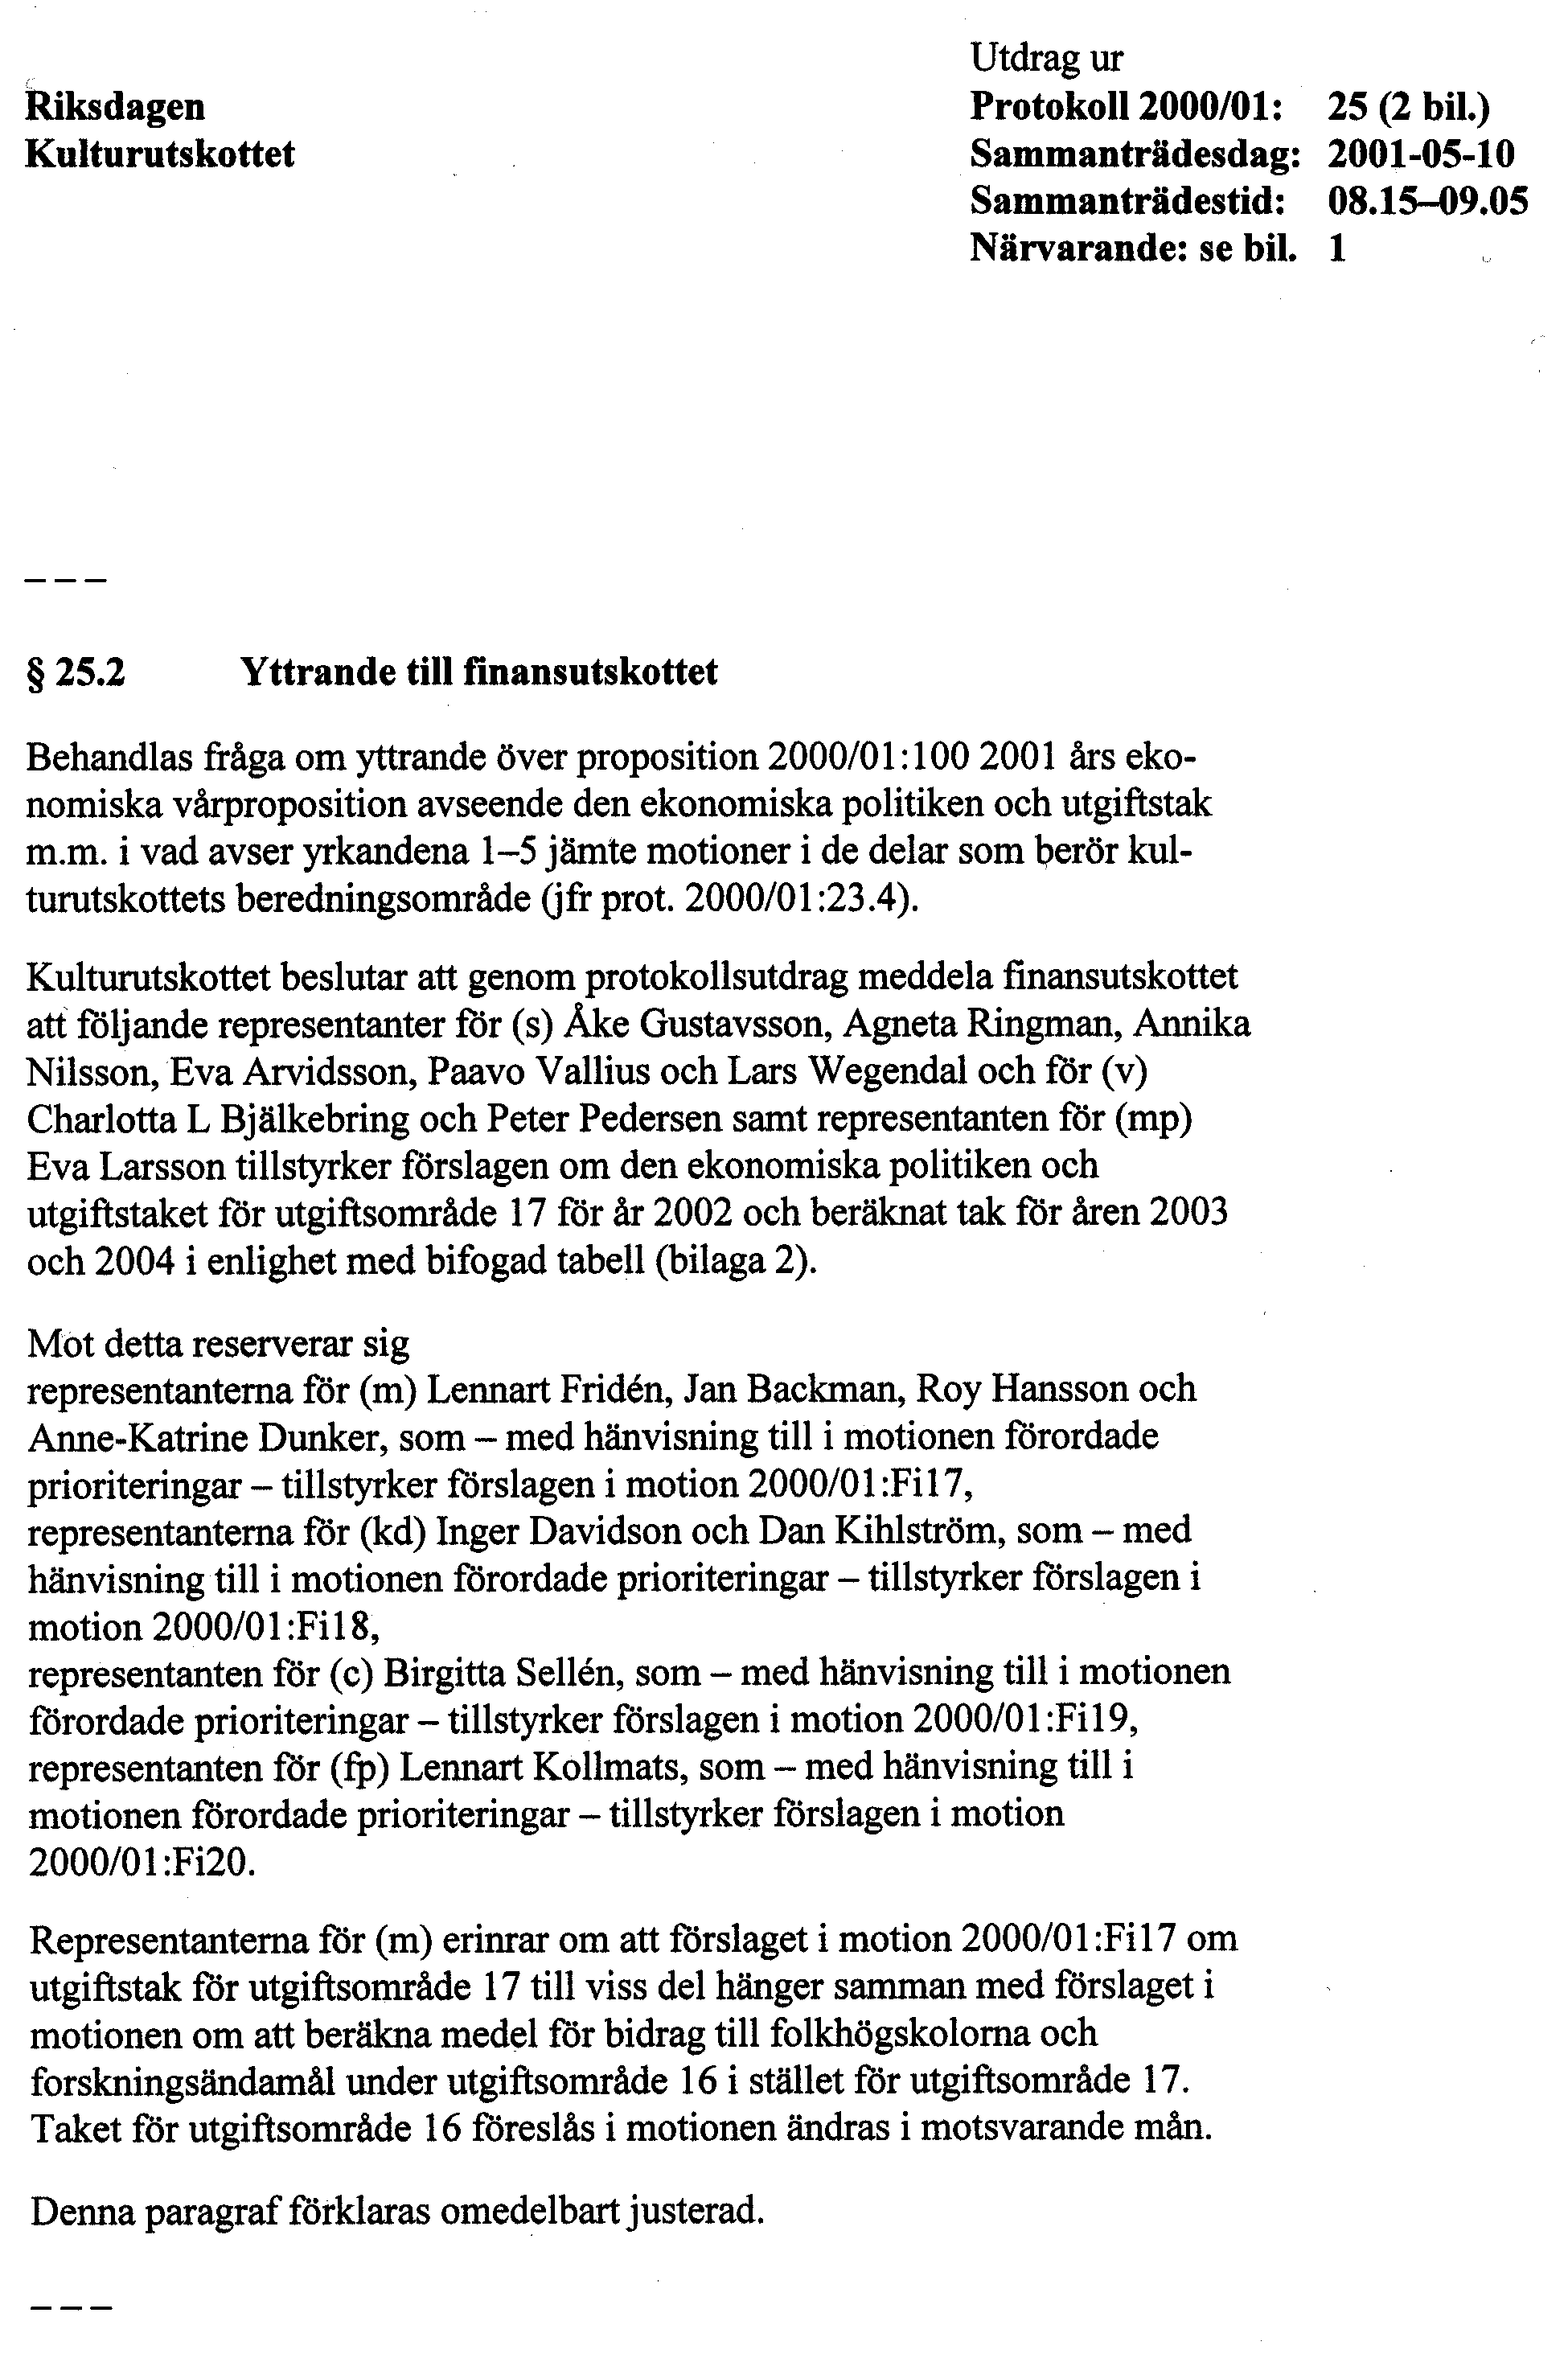 Riksdagen
Kulturutskottet
Utdrag ur
Protokoll 2000/01: 25 (2 bil.)
Sammanträdesdag: 2001-05-10
Sammanträdestid: 08.15–09.05
Närvarande: se bil. 1
– – –
§ 25.2 Yttrande till finansutskottet
Behandlas fråga om yttrande över proposition 2000/01:100 2001 års eko-
nomiska vårproposition avseende den ekonomiska politiken och utgiftstak
m.m. i vad avser yrkandena 1–5 jämte motioner i de delar som berör kul-
turutskottets beredningsområde (jfr prot. 2000/01:23.4).
Kulturutskottet beslutar att genom protokollsutdrag meddela finansutskottet
att följande representanter för (s) Åke Gustavsson, Agneta Ringman, Annika
Nilsson, Eva Arvidsson, Paavo Vallius och Lars Wegendal och för (v)
Charlotta L Bjälkebring och Peter Pedersen samt representanten för (mp)
Eva Larsson tillstyrker förslagen om den ekonomiska politiken och
utgiftstaket för utgiftsområde 17 för år 2002 och beräknat tak för åren 2003
och 2004 i enlighet med bifogad tabell (bilaga 2).
Mot detta reserverar sig
representanterna för (m) Lennart Fridén, Jan Backman, Roy Hansson och
Anne-Katrine Dunker, som – med hänvisning till i motionen förordade
prioriteringar – tillstyrker förslagen i motion 2000/01:Fi17,
representanterna för (kd) Inger Davidson och Dan Kihlström, som – med
hänvisning till i motionen förordade prioriteringar – tillstyrker förslagen i
motion 2000/01:Fi18,
representanten för (c) Birgitta Sellén, som – med hänvisning till i motionen
förordade prioriteringar – tillstyrker förslagen i motion 2000/01:Fi19,
representanten för (fp) Lennart Kollmats, som – med hänvisning till i
motionen förordade prioriteringar – tillstyrker förslagen i motion
2000/01:Fi20.
Representanterna för (m) erinrar om att förslaget i motion 2000/01:Fi17 om
utgiftstak för utgiftsområde 17 till viss del hänger samman med förslaget i
motionen om att beräkna medel för bidrag till folkhögskolorna och
forskningsändamål under utgiftsområde 16 i stället för utgiftsområde 17.
Taket för utgiftsområde 16 föreslås i motionen ändras i motsvarande mån.
Denna paragraf förklaras omedelbart justerad.
– – –